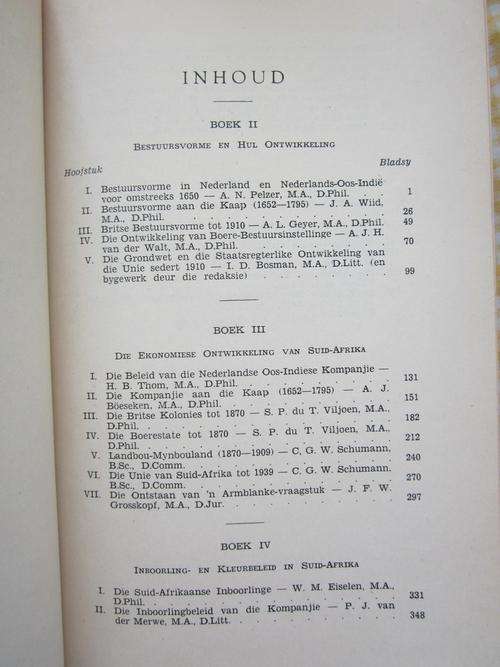 INHOUD
BOEK II
Bestuursvorme en Hul Ontwikkeling
Hoofstuk Bladsy
I. Bestuursvorme in Nederland en Nederlands-Oos-Indië
voor omstreeks 1650 — A. N. Pelzer, M.A., D.Phil. . . 1
II. Bestuursvorme aan die Kaap (1652—1795) — J. A. Wiid,
M.A., D.Phil. . . . . . . . . . 26
III. Britse Bestuursvorme tot 1910 — A. L. Geyer, M.A., D.Phil. 49
IV. Die Ontwikkeling van Boere-Bestuursinstellinge — A. J. H.
van der Walt, M.A., D.Phil. . . . . . . . 70
V. Die Grondwet en die Staatsregterlike Ontwikkeling van
die Unie sedert 1910 — I. D. Bosman, M.A., D.Litt. (en
bygewerk deur die redaksie) . . . . . . . 99
BOEK III
Die Ekonomiese Ontwikkeling van Suid-Afrika
I. Die Beleid van die Nederlandse Oos-Indiese Kompanjie —
H. B. Thom, M.A., D.Phil. . . . . . . . 131
II. Die Kompanjie aan die Kaap (1652—1795) — A. J.
Böeseken, M.A., D.Phil. . . . . . . . 151
III. Die Britse Kolonies tot 1870 — S. P. du T. Viljoen, M.A.,
D.Phil. . . . . . . . . . 182
IV. Die Boerestate tot 1870 — S. P. du T. Viljoen, M.A.,
D.Phil. . . . . . . . . . 212
V. Landbou-Mynbouland (1870—1909) — C. G. W. Schumann,
B.Sc., D.Comm. . . . . . . . . 240
VI. Die Unie van Suid-Afrika tot 1939 — C. G. W. Schumann,
B.Sc., D.Comm. . . . . . . . . 270
VII. Die Ontstaan van 'n Armblanke-vraagstuk — J. F. W.
Grosskopf, M.A., D.Jur. . . . . . . . 297
BOEK IV
Inboorling- en Kleurbeleid in Suid-Afrika
I. Die Suid-Afrikaanse Inboorlinge — W. M. Eiselen, M.A.,
D.Phil. . . . . . . . . . 331
II. Die Inboorlingbeleid van die Kompanjie — P. J. van
der Merwe, M.A., D.Litt. . . . . . . . 348